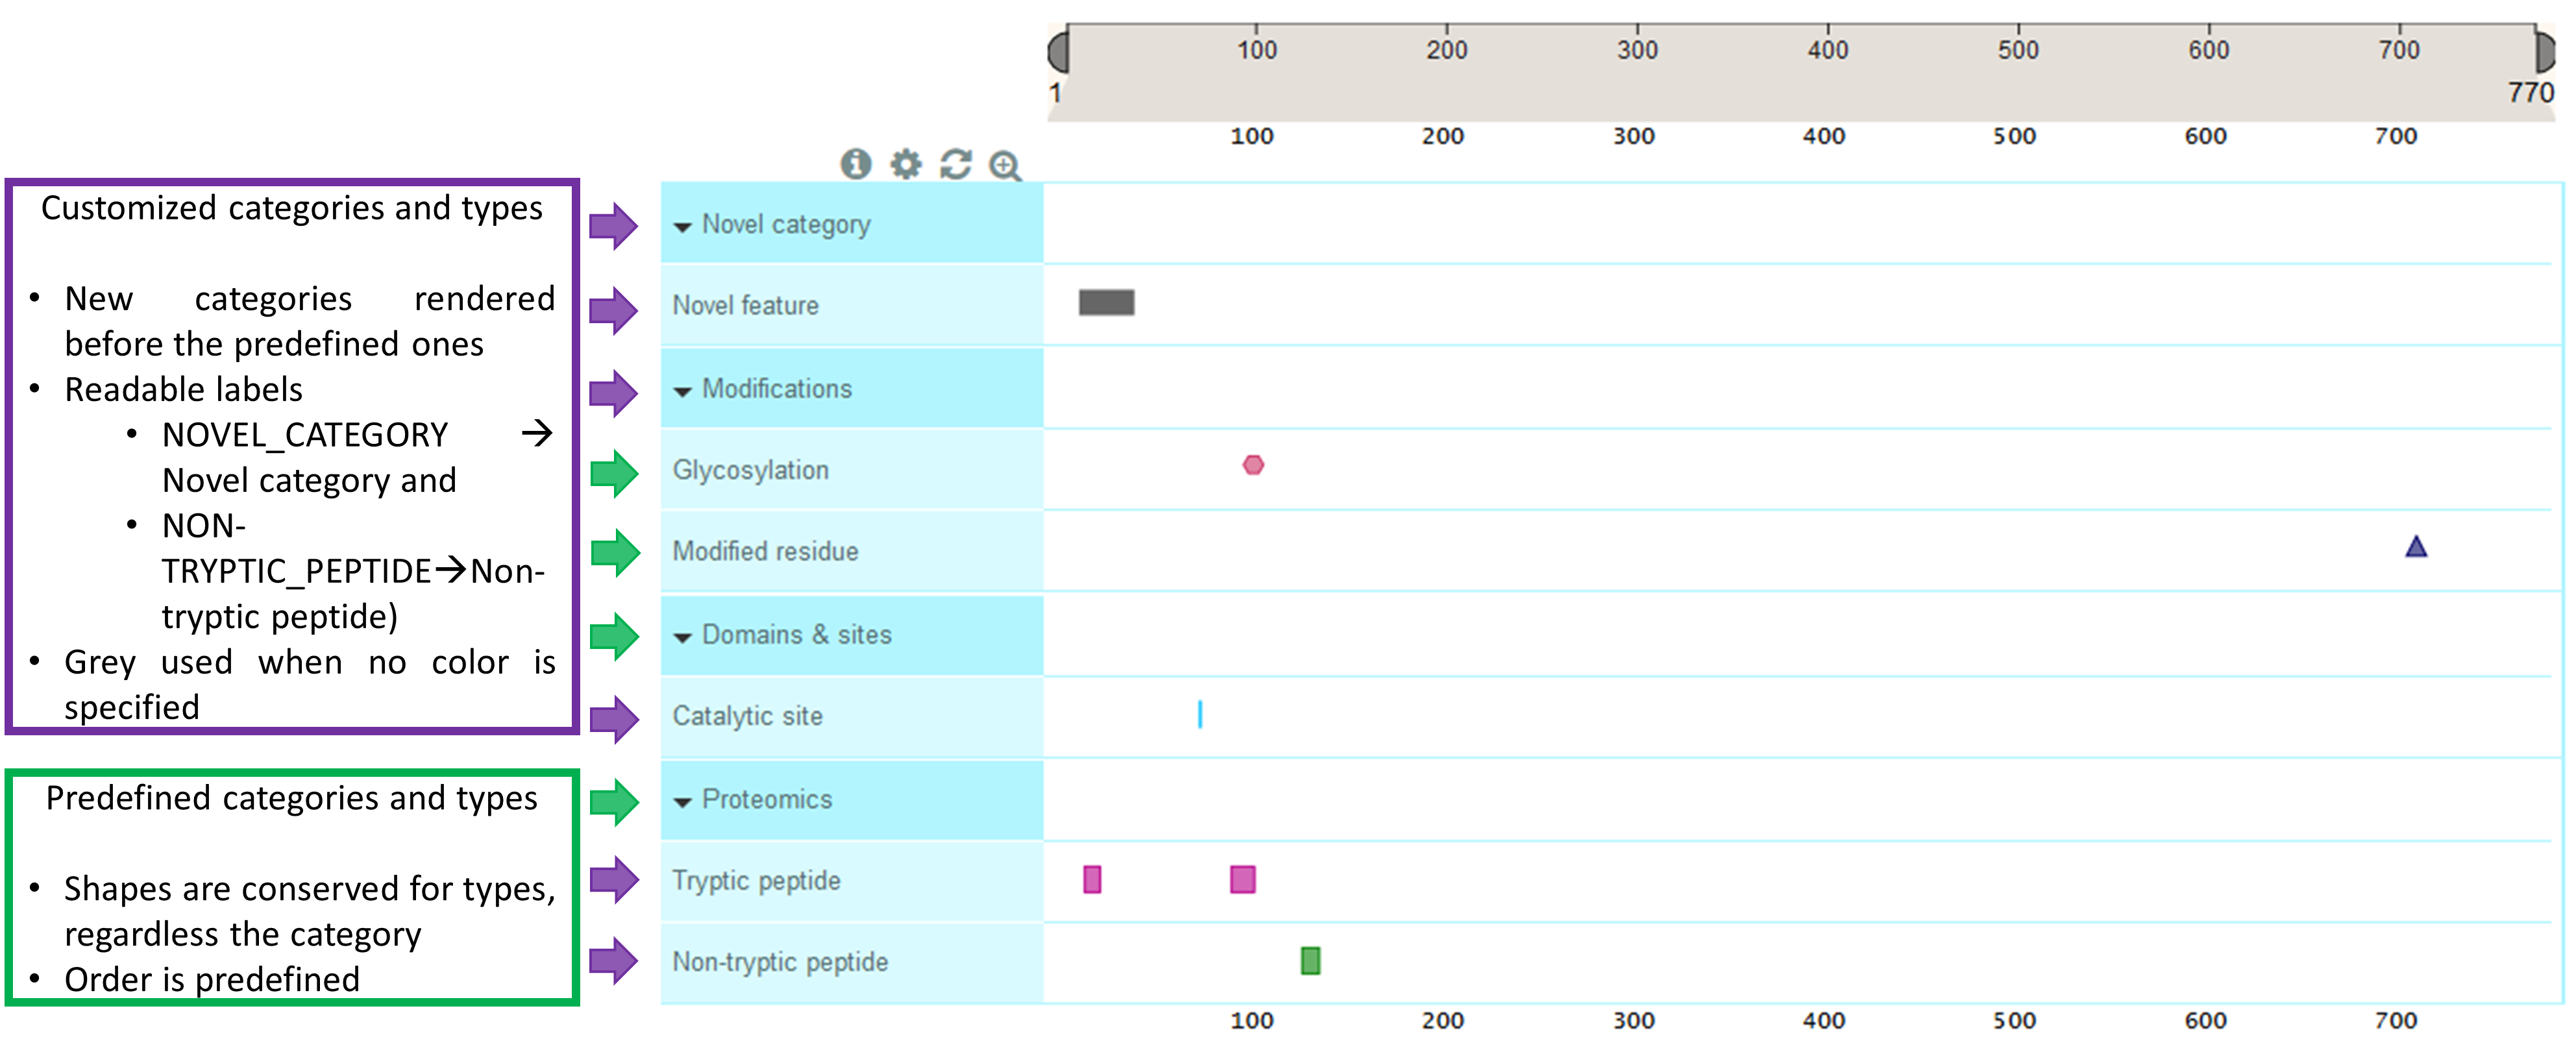 100 200 300 400 500 600 700
1 770
100 200 300 400 500 600 700
Customized categories and types
• New categories rendered
before the predefined ones
• Readable labels
• NOVEL_CATEGORY →
Novel category and
• NON-
TRYPTIC_PEPTIDE→Non-
tryptic peptide)
• Grey used when no color is
specified
Predefined categories and types
• Shapes are conserved for types,
regardless the category
• Order is predefined
Novel category
Novel feature
Modifications
Glycosylation
Modified residue
Domains & sites
Catalytic site
Proteomics
Tryptic peptide
Non-tryptic peptide
100 200 300 400 500 600 700